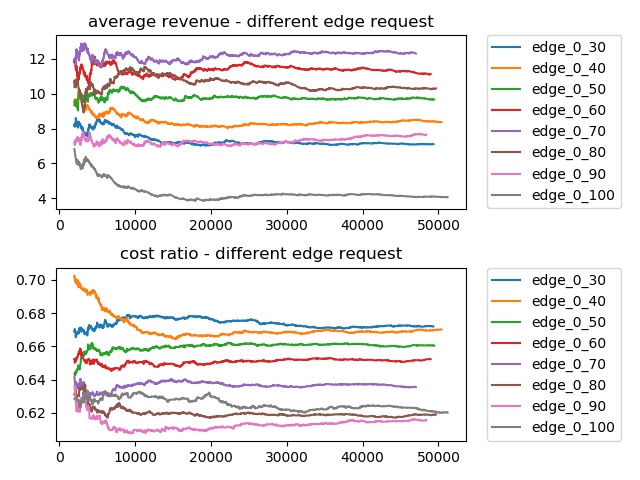 average revenue - different edge request
12
10
8
6
4
0
10000
20000
30000
40000
50000
edge_0_30
edge_0_40
edge_0_50
edge_0_60
edge_0_70
edge_0_80
edge_0_90
edge_0_100
cost ratio - different edge request
0.70
0.68
0.66
0.64
0.62
0
10000
20000
30000
40000
50000
edge_0_30
edge_0_40
edge_0_50
edge_0_60
edge_0_70
edge_0_80
edge_0_90
edge_0_100